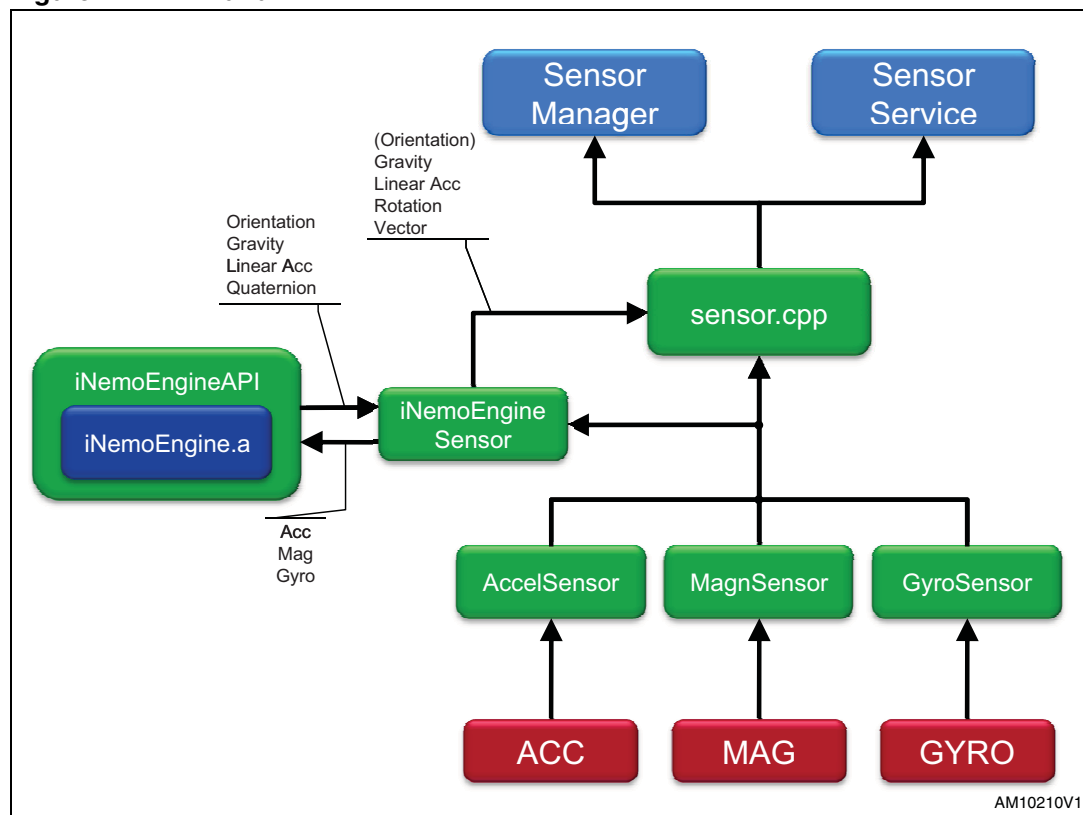 Sensor
Manager
Sensor
Service
(Orientation)
Gravity
Linear Acc
Rotation
Vector
Orientation
Gravity
Linear Acc
Quaternion
sensor.cpp
iNemoEngineAPI
iNemoEngine.a
iNemoEngine
Sensor
Acc
Mag
Gyro
AccelSensor
MagnSensor
GyroSensor
ACC
MAG
GYRO
AM10210V1